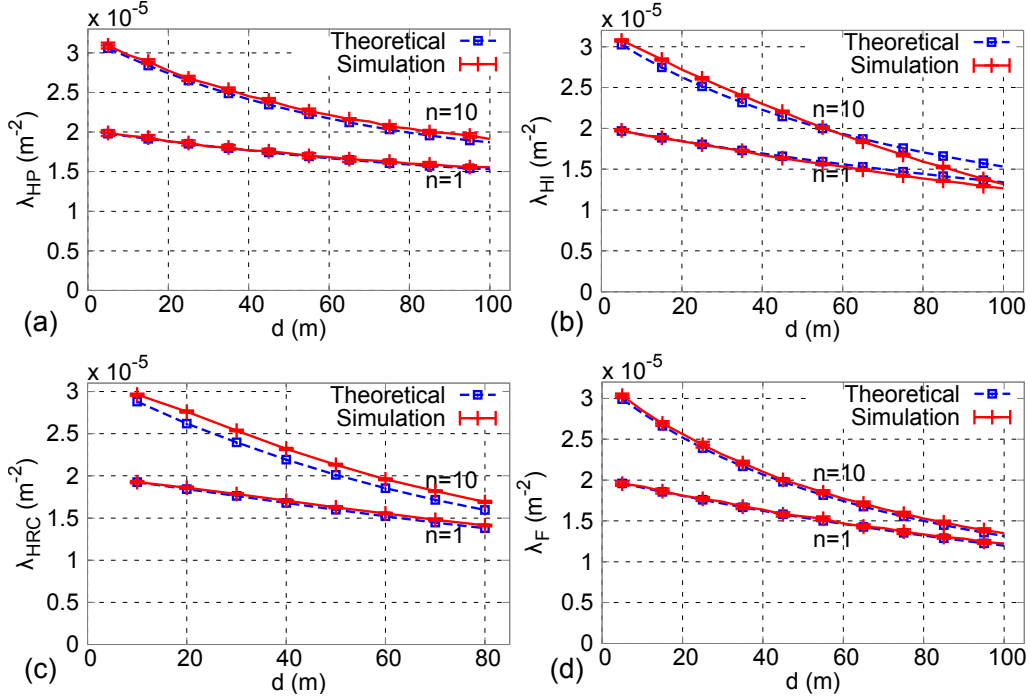 x 10 -5
3
2.5
2
1.5
1
0.5
0
0 20 40 60 80 100
λHP (m-2)
d (m)
(a)
Theoretical
Simulation
n=10
n=1
x 10 -5
3
2.5
2
1.5
1
0.5
0
0 20 40 60 80 100
λHI (m-2)
d (m)
(b)
Theoretical
Simulation
n=10
n=1
x 10 -5
3
2.5
2
1.5
1
0.5
0
0 20 40 60 80
λHRC (m-2)
d (m)
(c)
Theoretical
Simulation
n=10
n=1
x 10 -5
3
2.5
2
1.5
1
0.5
0
0 20 40 60 80 100
λF (m-2)
d (m)
(d)
Theoretical
Simulation
n=10
n=1